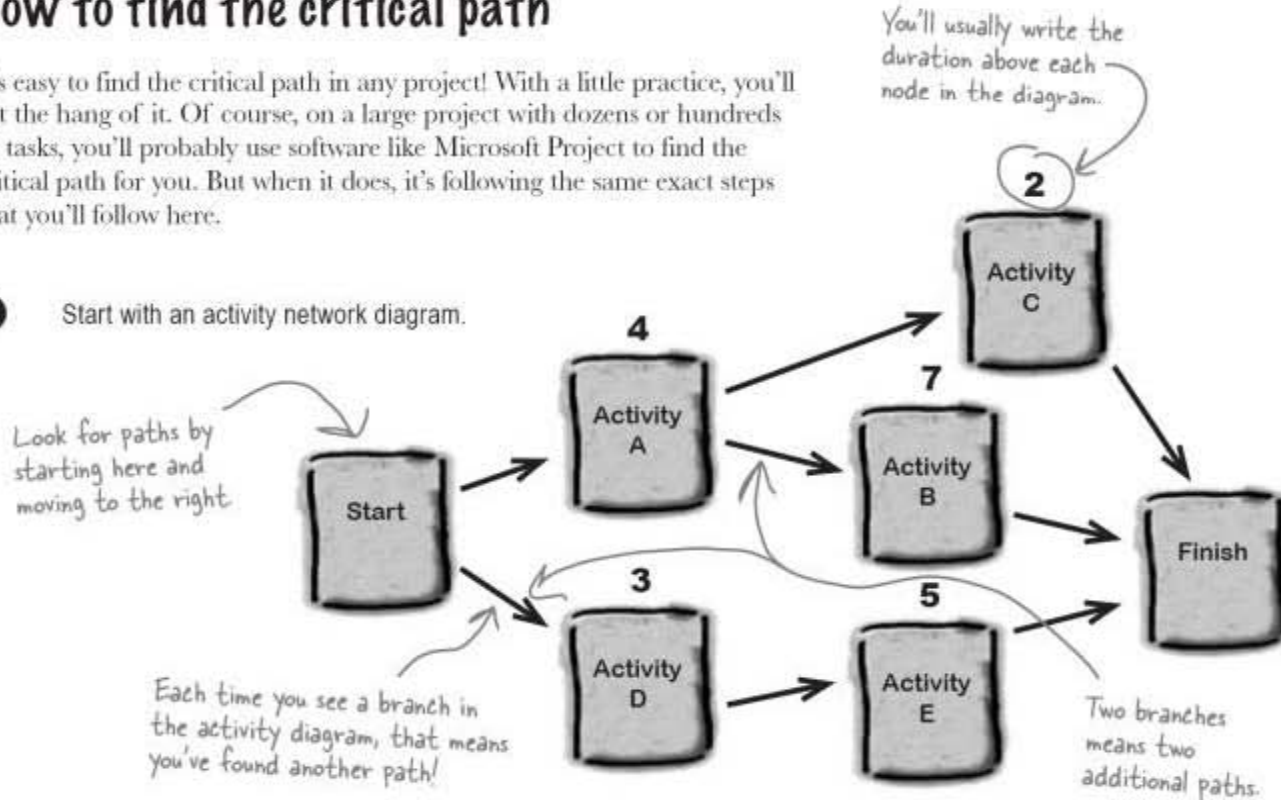 ow to find the critical path
s easy to find the critical path in any project! With a little practice, you'll
t the hang of it. Of course, on a large project with dozens or hundreds
tasks, you'll probably use software like Microsoft Project to find the
itical path for you. But when it does, it's following the same exact steps
at you'll follow here.
You'll usually write the
duration above each
node in the diagram.
Start with an activity network diagram.
2
Activity
C
4
Activity
A
7
Activity
B
Look for paths by
starting here and
moving to the right
Start
Finish
3
Activity
D
5
Activity
E
Each time you see a branch in
the activity diagram, that means
you've found another path!
Two branches
means two
additional paths.